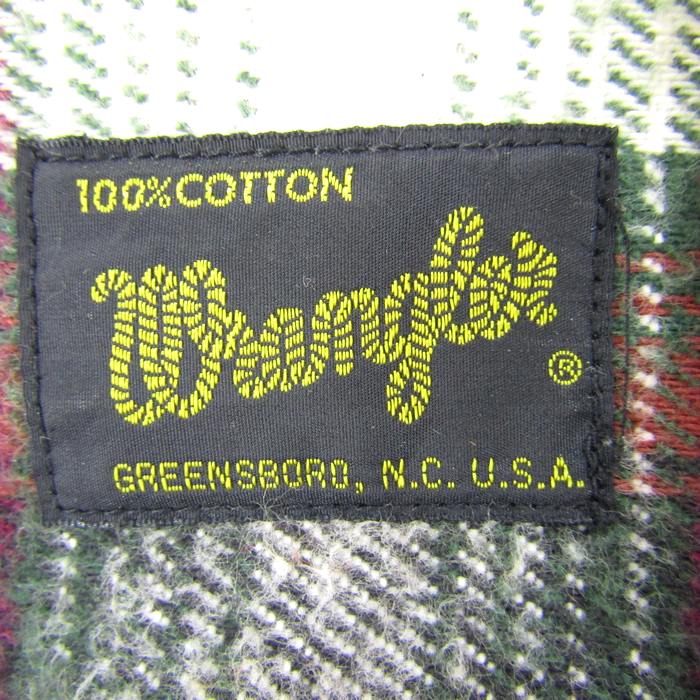 100% COTTON
Wrangler
®
GREENSBORO, N.C. U.S.A.